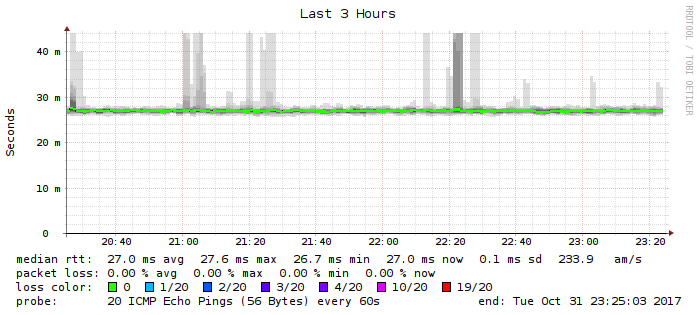 Last 3 Hours
RRDTOOL / TOBI OETIKER
Seconds
40 m
30 m
20 m
10 m
0
20:40 21:00 21:20 21:40 22:00 22:20 22:40 23:00 23:20
median rtt: 27.0 ms avg 27.6 ms max 26.7 ms min 27.0 ms now 0.1 ms sd 233.9 am/s
packet loss: 0.00 % avg 0.00 % max 0.00 % min 0.00 % now
loss color: 0 1/20 2/20 3/20 4/20 10/20 19/20
probe: 20 ICMP Echo Pings (56 Bytes) every 60s end: Tue Oct 31 23:25:03 2017